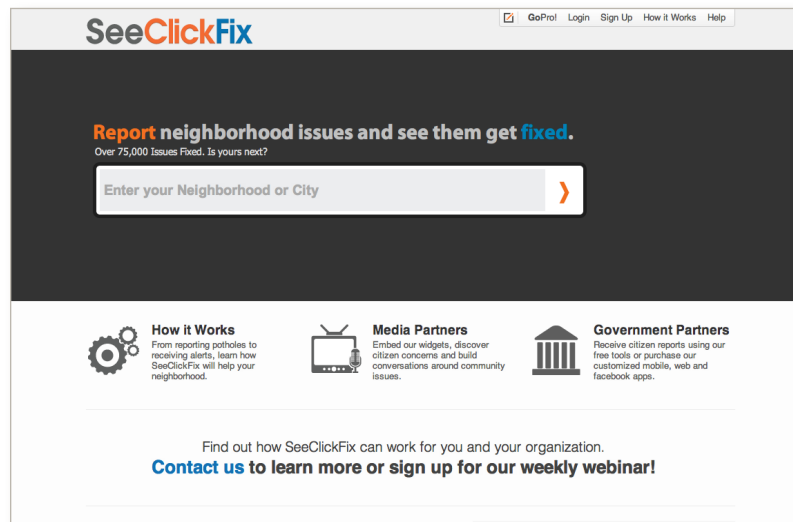 SeeClickFix
GoPro! Login Sign Up How it Works Help
Report neighborhood issues and see them get fixed.
Over 75,000 Issues Fixed. Is yours next?
Enter your Neighborhood or City
How it Works
From reporting potholes to
receiving alerts, learn how
SeeClickFix will help your
neighborhood.
Media Partners
Embed our widgets, discover
citizen concerns and build
conversations around community
issues.
Government Partners
Receive citizen reports using our
free tools or purchase our
customized mobile, web and
facebook apps.
Find out how SeeClickFix can work for you and your organization.
Contact us to learn more or sign up for our weekly webinar!